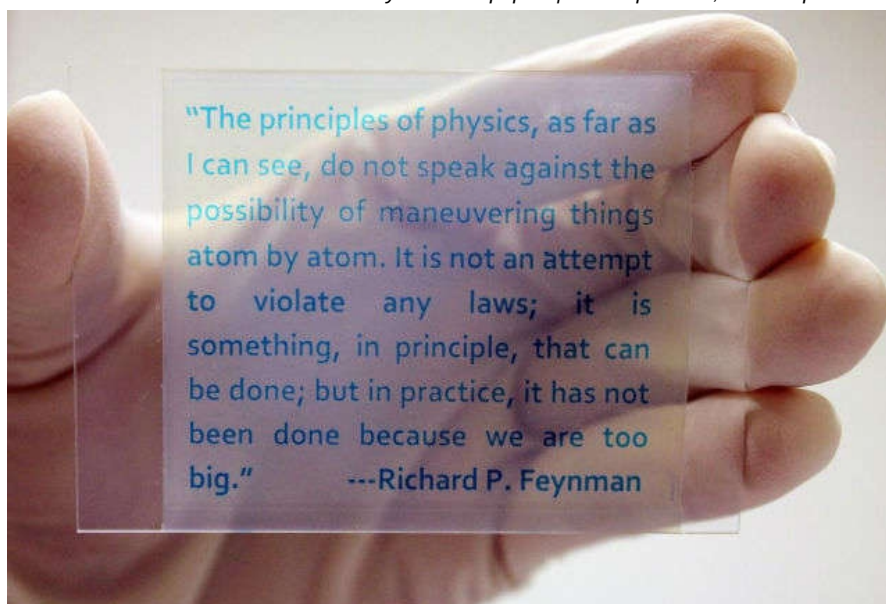 "The principles of physics, as far as
I can see, do not speak against the
possibility of maneuvering things
atom by atom. It is not an attempt
to violate any laws; it is
something, in principle, that can
be done; but in practice, it has not
been done because we are too
big." ---Richard P. Feynman